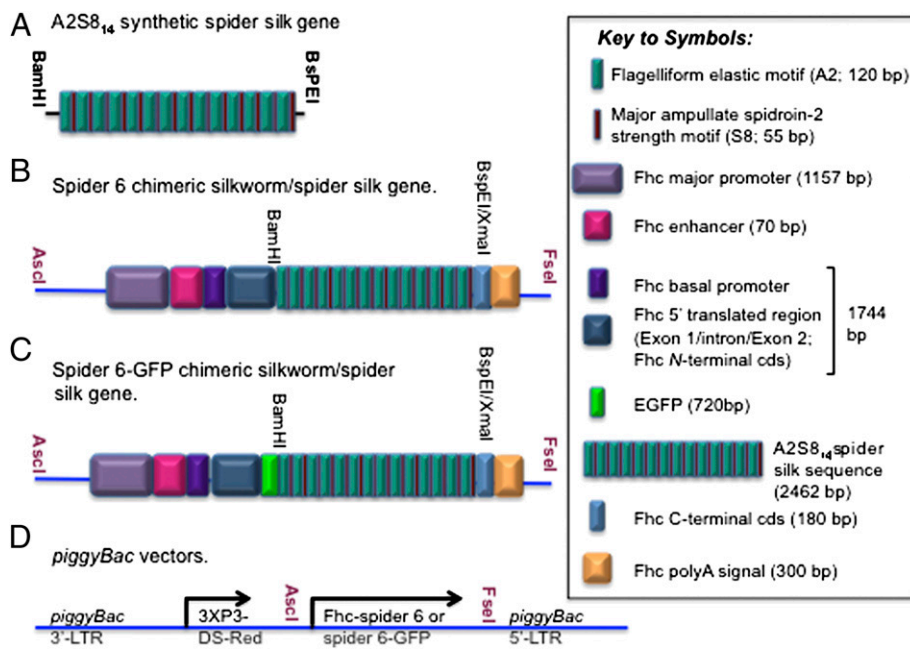 A
A2S8₁₄ synthetic spider silk gene
BamHI
BsPEI
B
Spider 6 chimeric silkworm/spider silk gene.
AscI
BamHI
BspEI/XmaI
FseI
C
Spider 6-GFP chimeric silkworm/spider
silk gene.
AscI
BamHI
BspEI/XmaI
FseI
D
piggyBac vectors.
piggyBac
3'-LTR
3XP3-
DS-Red
AscI
Fhc-spider 6 or
spider 6-GFP
FseI
piggyBac
5'-LTR
Key to Symbols:
Flagelliform elastic motif (A2; 120 bp)
Major ampullate spidroin-2
strength motif (S8; 55 bp)
Fhc major promoter (1157 bp)
Fhc enhancer (70 bp)
Fhc basal promoter
Fhc 5' translated region
(Exon 1/intron/Exon 2;
Fhc N-terminal cds)
1744
bp
EGFP (720bp)
A2S8₁₄spider
silk sequence
(2462 bp)
Fhc C-terminal cds (180 bp)
Fhc polyA signal (300 bp)